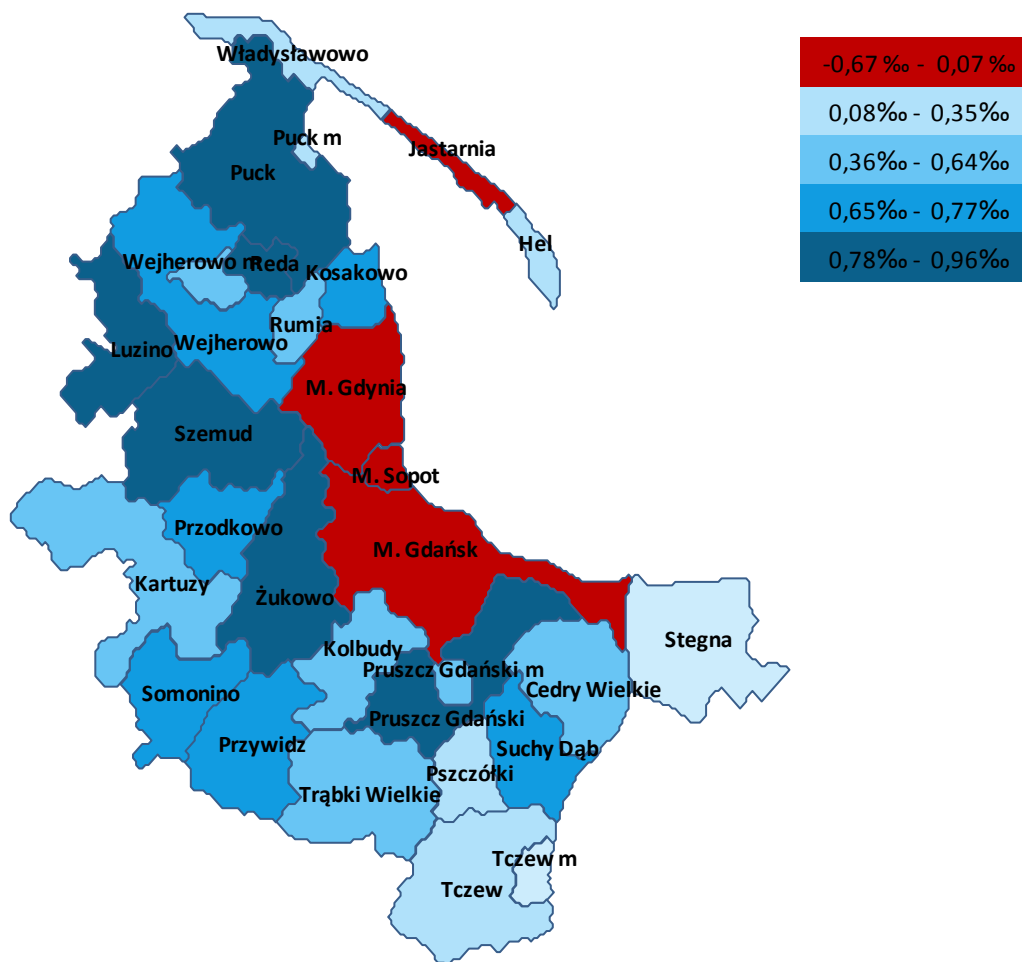 Władysławowo
-0,67‰ - 0,07‰
0,08‰ - 0,35‰
0,36‰ - 0,64‰
0,65‰ - 0,77‰
0,78‰ - 0,96‰
Puck m
Jastarnia
Puck
Hel
Wejherowo m
Reda
Kosakowo
Rumia
Wejherowo
Luzino
M. Gdynia
Szemud
M. Sopot
Przodkowo
M. Gdańsk
Kartuzy
Żukowo
Stegna
Kolbudy
Pruszcz Gdański m
Cedry Wielkie
Somonino
Pruszcz Gdański
Przywidz
Suchy Dąb
Pszczółki
Trąbki Wielkie
Tczew m
Tczew